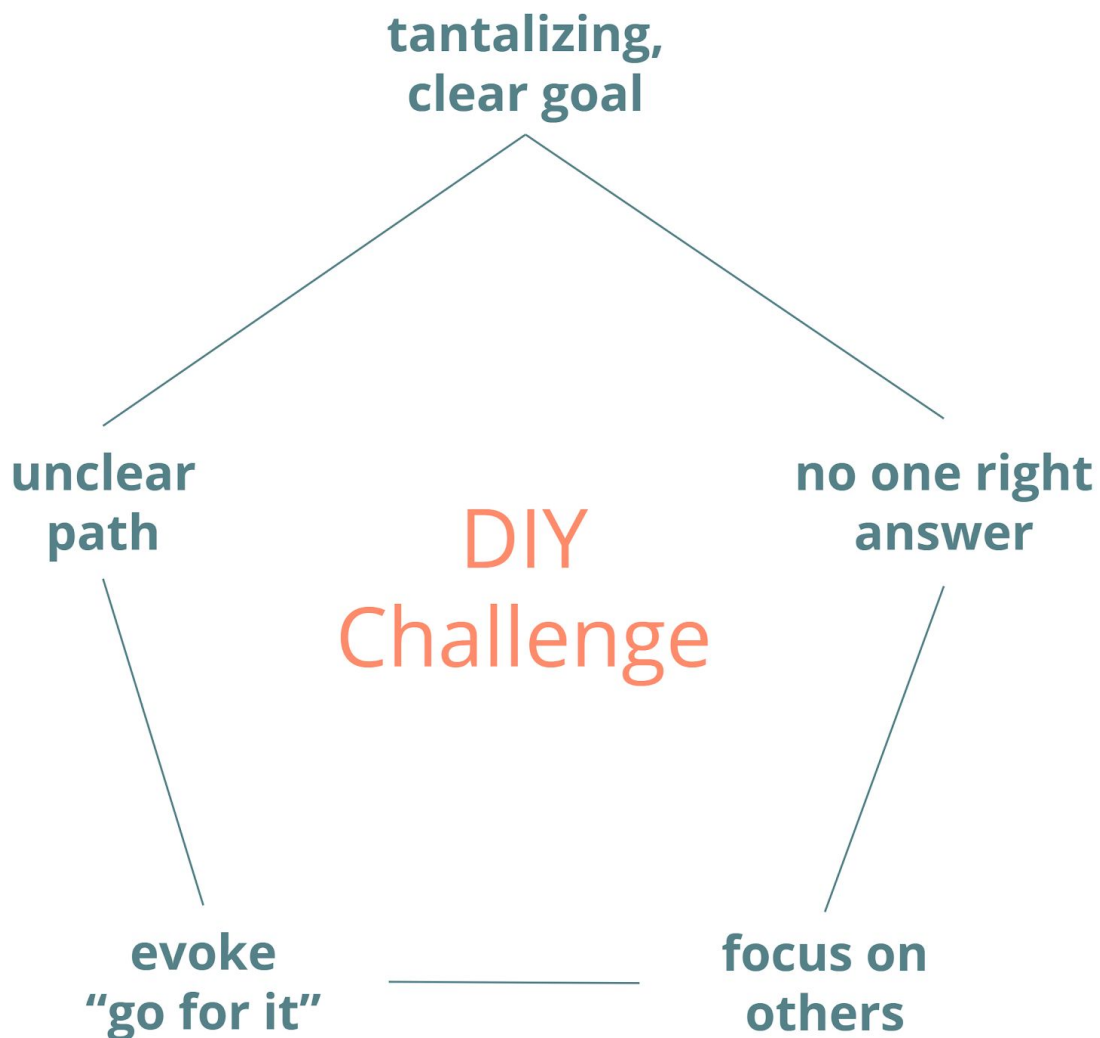 tantalizing,
clear goal
unclear
path
no one right
answer
DIY
Challenge
evoke
“go for it”
focus on
others